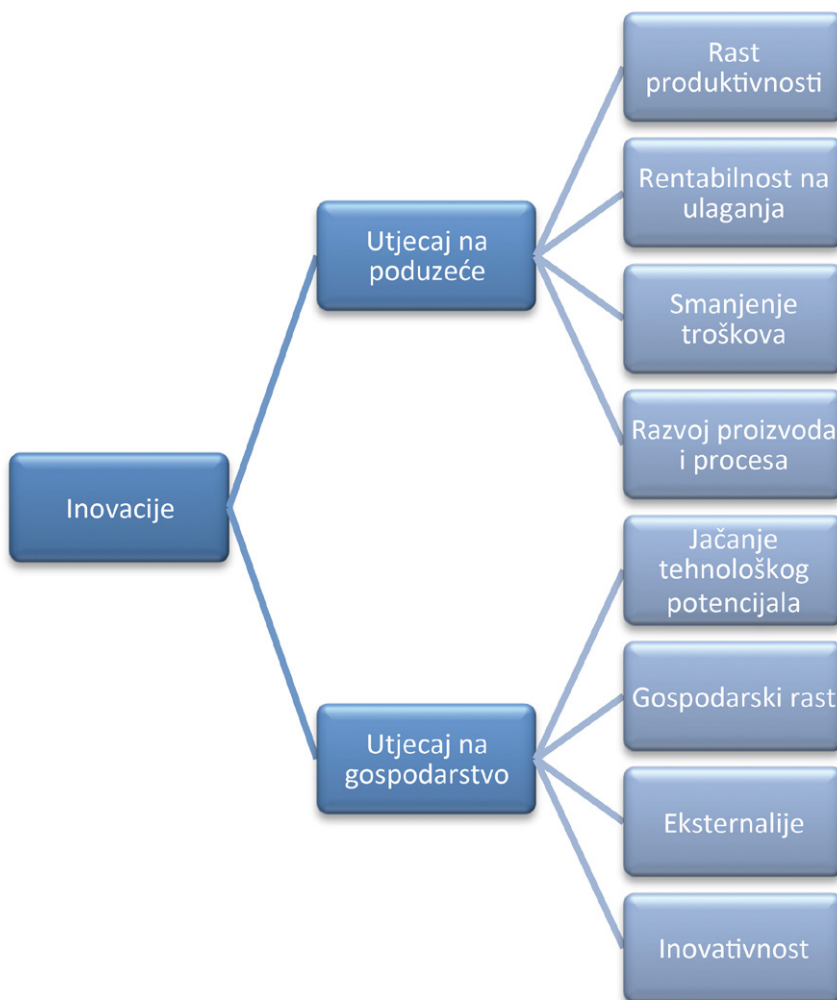 Inovacije
Utjecaj na
poduzeće
Rast
produktivnosti
Rentabilnost na
ulaganja
Smanjenje
troškova
Razvoj proizvoda
i procesa
Utjecaj na
gospodarstvo
Jačanje
tehnološkog
potencijala
Gospodarski rast
Eksternalije
Inovativnost